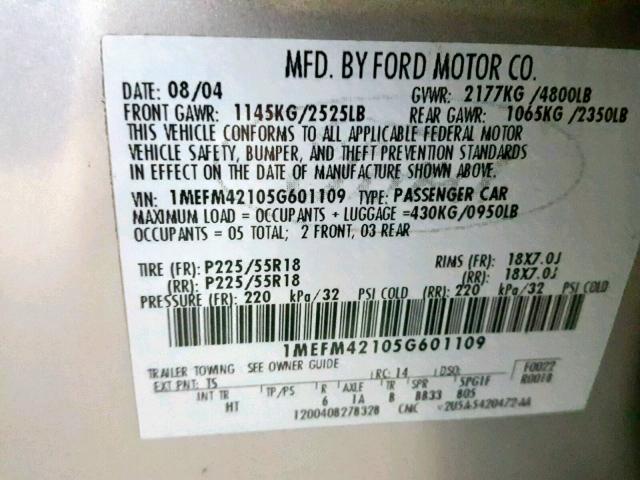 MFD. BY FORD MOTOR CO.
DATE: 08/04 GVWR: 2177KG /4800LB
FRONT GAWR: 1145KG/2525LB REAR GAWR: 1065KG /2350LB
THIS VEHICLE CONFORMS TO ALL APPLICABLE FEDERAL MOTOR
VEHICLE SAFETY, BUMPER, AND THEFT PREVENTION STANDARDS
IN EFFECT ON THE DATE OF MANUFACTURE SHOWN ABOVE.
VIN: 1MEFM42105G601109 TYPE: PASSENGER CAR
MAXIMUM LOAD = OCCUPANTS + LUGGAGE =430KG/0950LB
OCCUPANTS = 05 TOTAL; 2 FRONT, 03 REAR
TIRE (FR): P225/55R18 RIMS (FR): 18X7.0J
(RR): P225/55R18 (RR): 18X7.0J
PRESSURE (FR): 220 kPa/32 PSI COLD (RR): 220 kPa/32 PSI COLD
1MEFM42105G601109
TRAILER TOWING SEE OWNER GUIDE
EXT PNT: TS RC: 14 DSO: F0022
R0018
INT TR TP/PS R AXLE TR SPR SPGIF
HT 6 1A B BB33 805
1200408278328 CMC